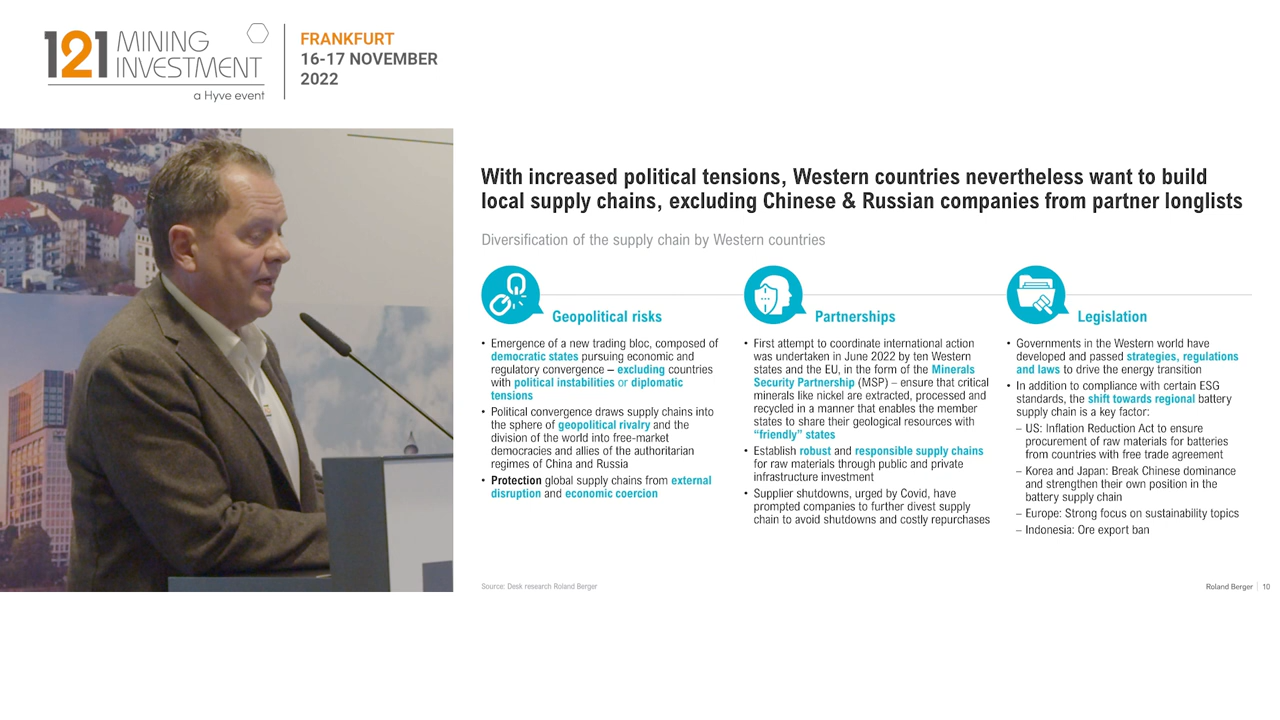 121 MINING
INVESTMENT
a Hyve event
FRANKFURT
16-17 NOVEMBER
2022
With increased political tensions, Western countries nevertheless want to build
local supply chains, excluding Chinese & Russian companies from partner longlists
Diversification of the supply chain by Western countries
Geopolitical risks
• Emergence of a new trading bloc, composed of
democratic states pursuing economic and
regulatory convergence – excluding countries
with political instabilities or diplomatic
tensions
• Political convergence draws supply chains into
the sphere of geopolitical rivalry and the
division of the world into free-market
democracies and allies of the authoritarian
regimes of China and Russia
• Protection global supply chains from external
disruption and economic coercion
Partnerships
• First attempt to coordinate international action
was undertaken in June 2022 by ten Western
states and the EU, in the form of the Minerals
Security Partnership (MSP) – ensure that critical
minerals like nickel are extracted, processed and
recycled in a manner that enables the member
states to share their geological resources with
“friendly” states
• Establish robust and responsible supply chains
for raw materials through public and private
infrastructure investment
• Supplier shutdowns, urged by Covid, have
prompted companies to further divest supply
chain to avoid shutdowns and costly repurchases
Legislation
• Governments in the Western world have
developed and passed strategies, regulations
and laws to drive the energy transition
• In addition to compliance with certain ESG
standards, the shift towards regional battery
supply chain is a key factor:
– US: Inflation Reduction Act to ensure
procurement of raw materials for batteries
from countries with free trade agreement
– Korea and Japan: Break Chinese dominance
and strengthen their own position in the
battery supply chain
– Europe: Strong focus on sustainability topics
– Indonesia: Ore export ban
Source: Desk research Roland Berger
Roland Berger | 10